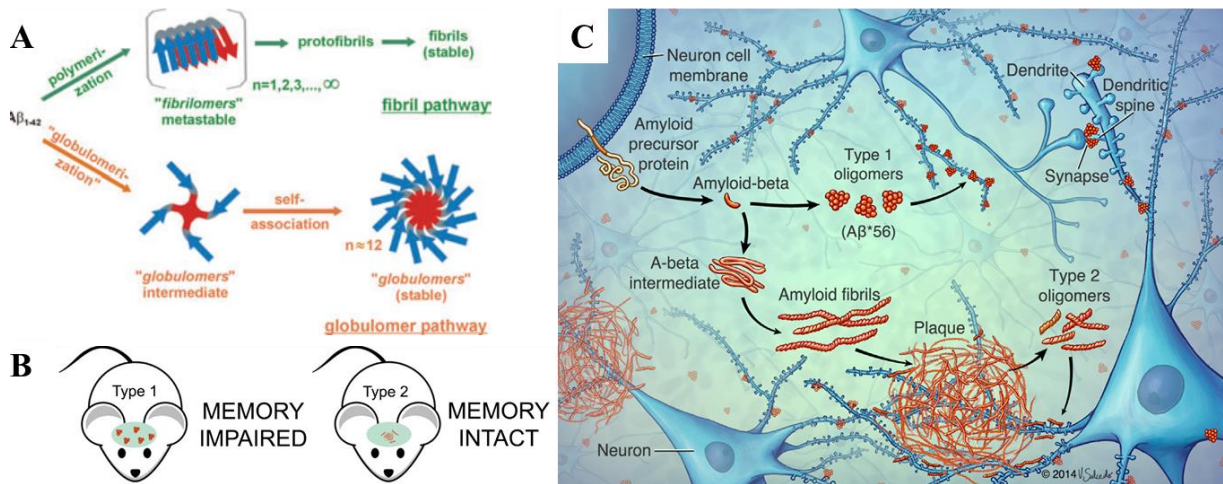 A
polymeri-
zation
Aβ1-42
"globulomeri-
zation"
"fibrilomers"
metastable
n=1,2,3,...,∞
protofibrils
fibrils
(stable)
fibril pathway
"globulomers"
intermediate
self-
association
n≈12
"globulomers"
(stable)
globulomer pathway
B
Type 1
MEMORY
IMPAIRED
Type 2
MEMORY
INTACT
C
Neuron cell
membrane
Amyloid
precursor
protein
Amyloid-beta
Type 1
oligomers
(Aβ*56)
Dendrite
Dendritic
spine
Synapse
A-beta
intermediate
Amyloid fibrils
Plaque
Type 2
oligomers
Neuron
© 2014